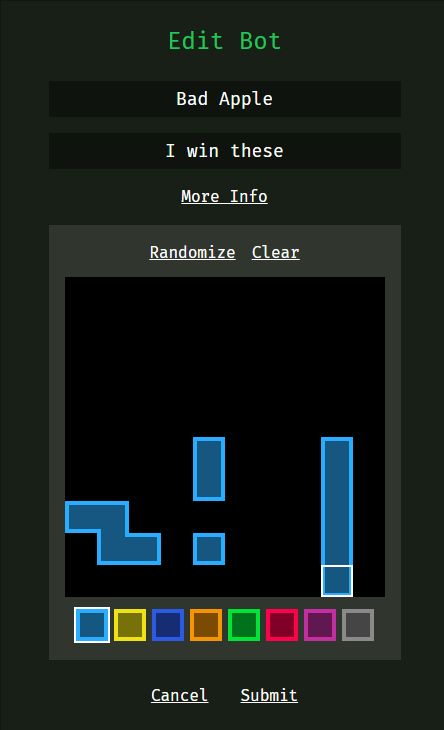 Edit Bot
Bad Apple
I win these
More Info
Randomize Clear
Cancel Submit